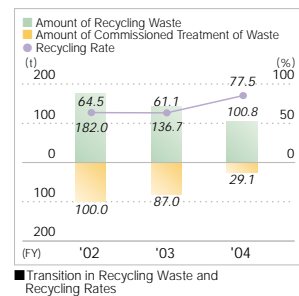 Amount of Recycling Waste
Amount of Commissioned Treatment of Waste
Recycling Rate
(t) (%)
200 77.5 100
64.5 61.1
100 182.0 136.7 100.8 50
0 0
29.1
100 100.0 87.0
200
(FY) '02 '03 '04
■Transition in Recycling Waste and
Recycling Rates